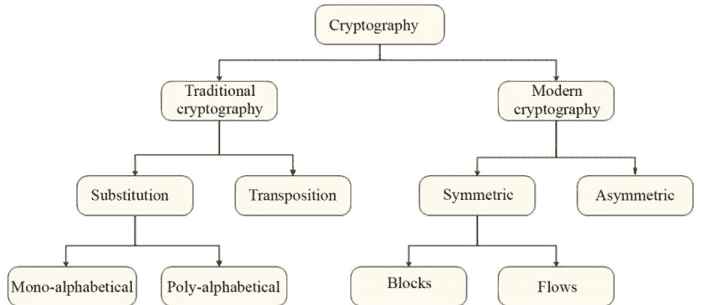 Cryptography
Traditional
cryptography
Modern
cryptography
Substitution
Transposition
Symmetric
Asymmetric
Mono-alphabetical
Poly-alphabetical
Blocks
Flows